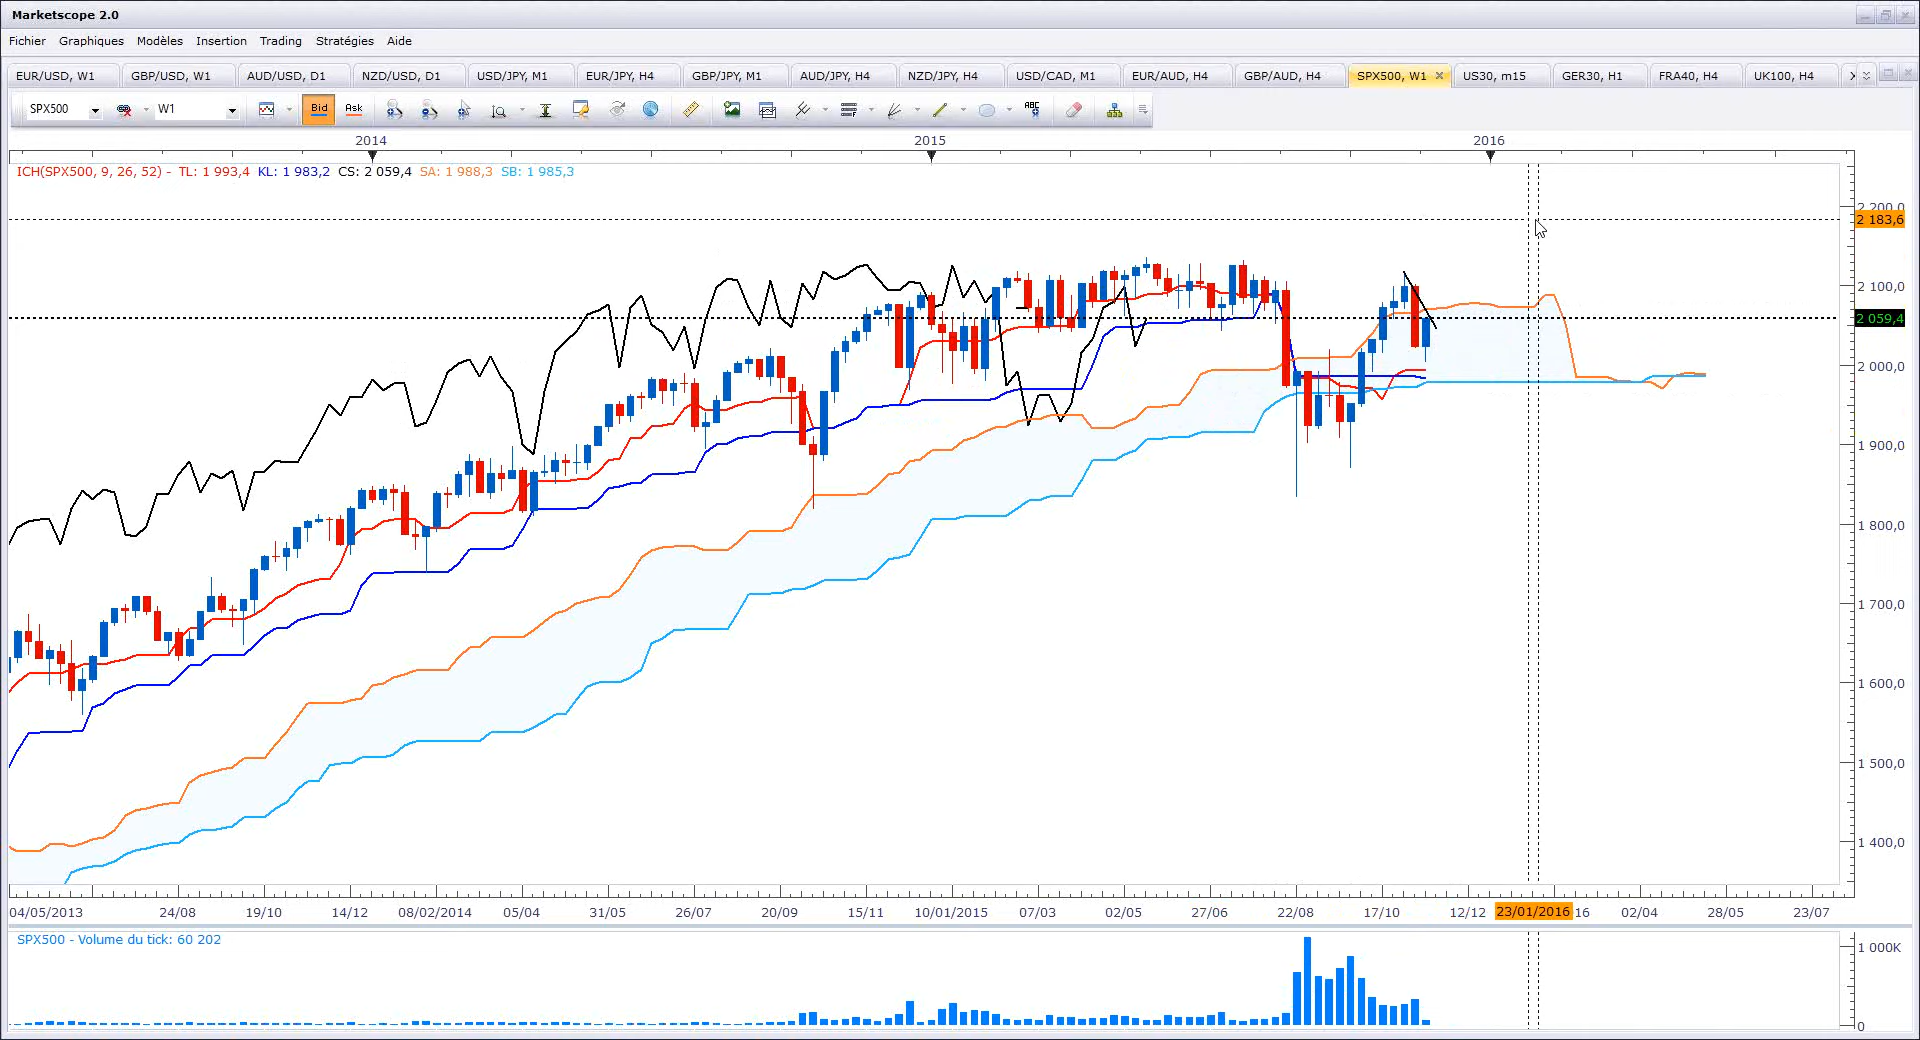 Marketscope 2.0
Fichier Graphiques Modèles Insertion Trading Stratégies Aide
EUR/USD, W1 GBP/USD, W1 AUD/USD, D1 NZD/USD, D1 USD/JPY, M1 EUR/JPY, H4 GBP/JPY, M1 AUD/JPY, H4 NZD/JPY, H4 USD/CAD, M1 EUR/AUD, H4 GBP/AUD, H4 SPX500, W1 US30, m15 GER30, H1 FRA40, H4 UK100, H4
SPX500 W1 Bid Ask ABC
2014 2015 2016
ICH(SPX500, 9, 26, 52) - TL: 1 993,4 KL: 1 983,2 CS: 2 059,4 SA: 1 988,3 SB: 1 985,3
2 200,0
2 183,6
2 100,0
2 059,4
2 000,0
1 900,0
1 800,0
1 700,0
1 600,0
1 500,0
1 400,0
04/05/2013 24/08 19/10 14/12 08/02/2014 05/04 31/05 26/07 20/09 15/11 10/01/2015 07/03 02/05 27/06 22/08 17/10 12/12 23/01/2016 16 02/04 28/05 23/07
SPX500 - Volume du tick: 60 202
1 000K
0